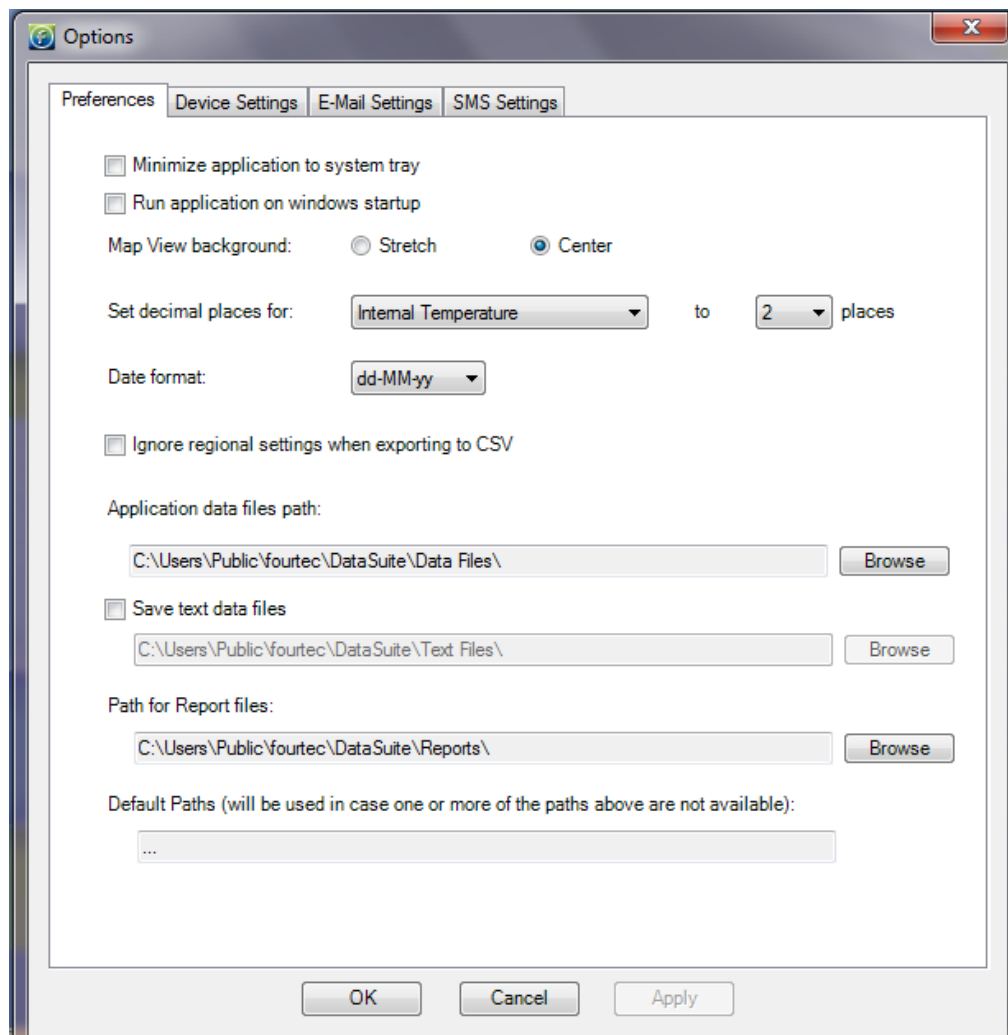 Options
Preferences Device Settings E-Mail Settings SMS Settings
Minimize application to system tray
Run application on windows startup
Map View background: Stretch Center
Set decimal places for: Internal Temperature to 2 places
Date format: dd-MM-yy
Ignore regional settings when exporting to CSV
Application data files path:
C:\Users\Public\fourtec\DataSuite\Data Files\ Browse
Save text data files
C:\Users\Public\fourtec\DataSuite\Text Files\ Browse
Path for Report files:
C:\Users\Public\fourtec\DataSuite\Reports\ Browse
Default Paths (will be used in case one or more of the paths above are not available):
...
OK Cancel Apply